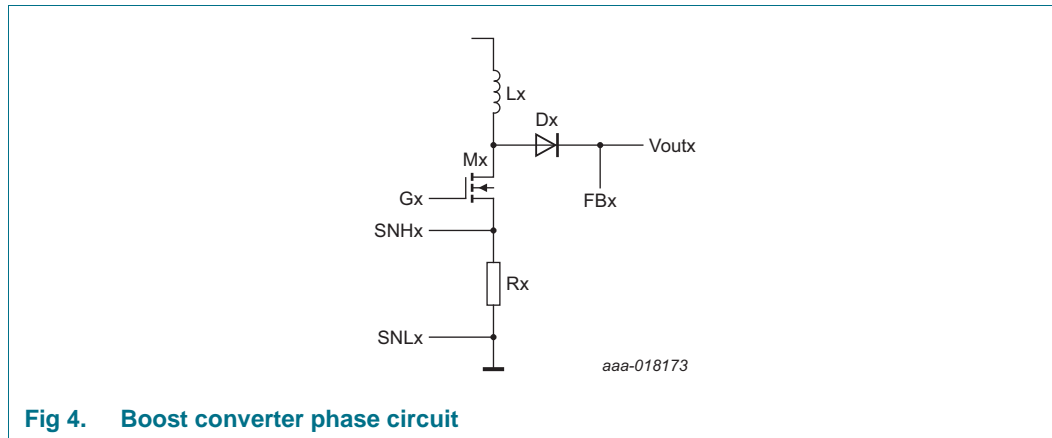 Lx
Dx
Mx
Voutx
Gx
FBx
SNHx
Rx
SNLx
aaa-018173
Fig 4. Boost converter phase circuit